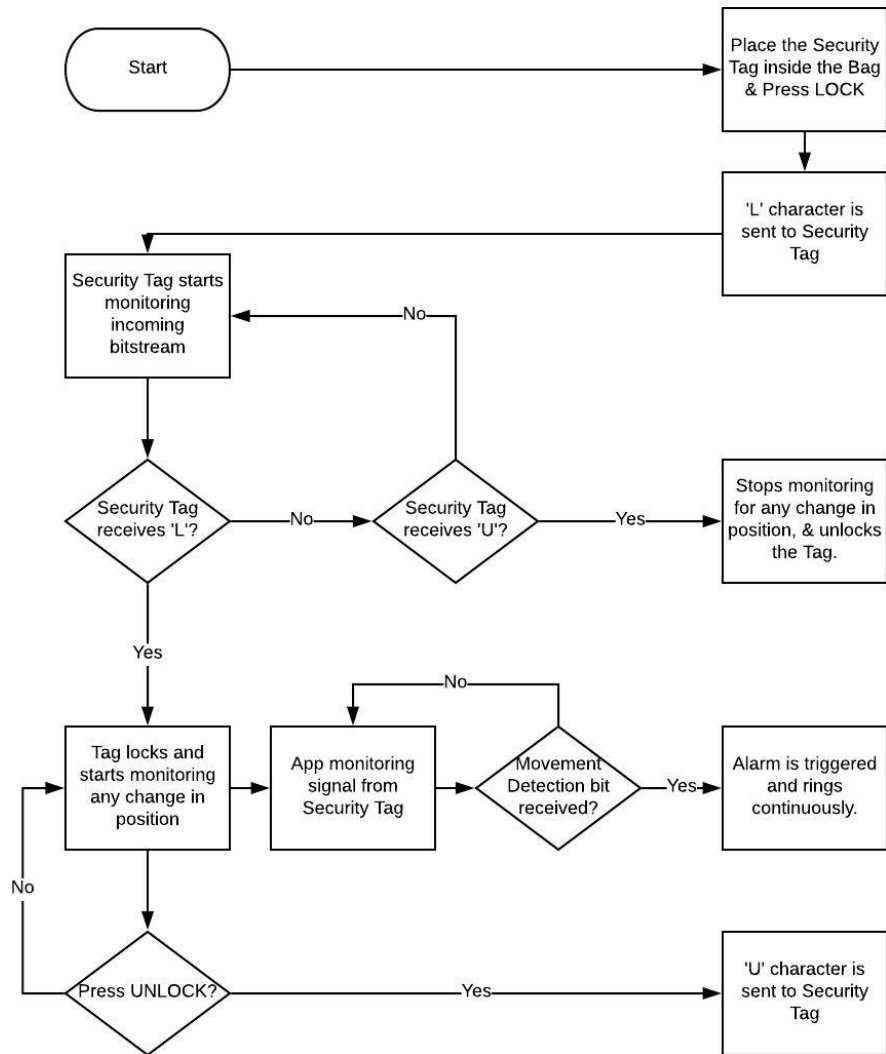 Start
Place the Security
Tag inside the Bag
& Press LOCK
'L' character is
sent to Security
Tag
Security Tag starts
monitoring
incoming
bitstream
No
Security Tag
receives 'L'?
No
Security Tag
receives 'U'?
Yes
Stops monitoring
for any change in
position, & unlocks
the Tag.
Yes
No
Tag locks and
starts monitoring
any change in
position
App monitoring
signal from
Security Tag
Movement
Detection bit
received?
Yes
Alarm is triggered
and rings
continuously.
No
Press UNLOCK?
Yes
'U' character is
sent to Security
Tag